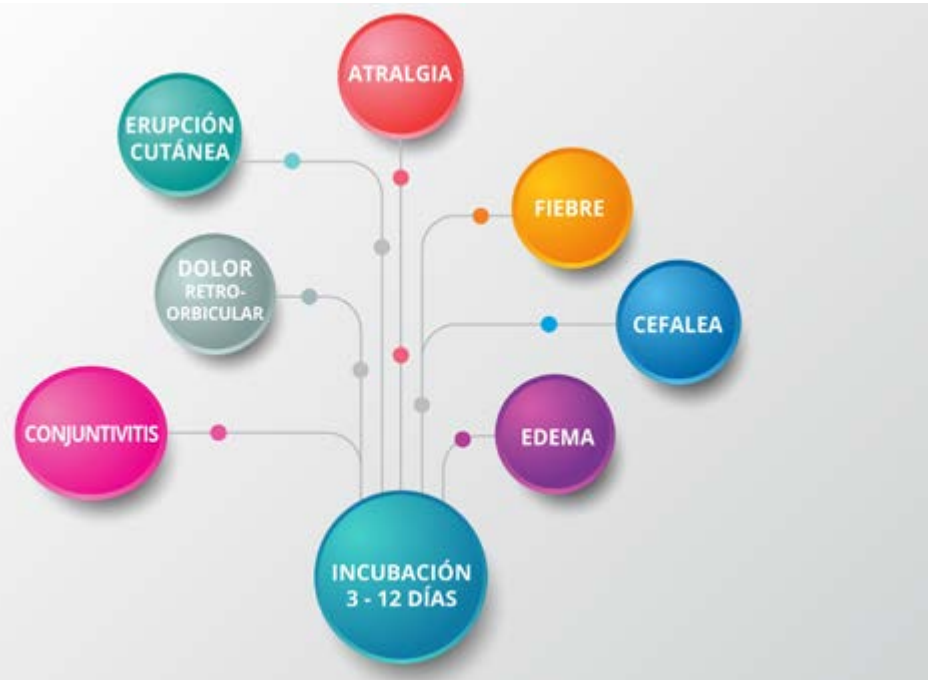 ATRALGIA
ERUPCIÓN
CUTÁNEA
FIEBRE
DOLOR
RETRO-
ORBICULAR
CEFALEA
CONJUNTIVITIS
EDEMA
INCUBACIÓN
3 - 12 DÍAS